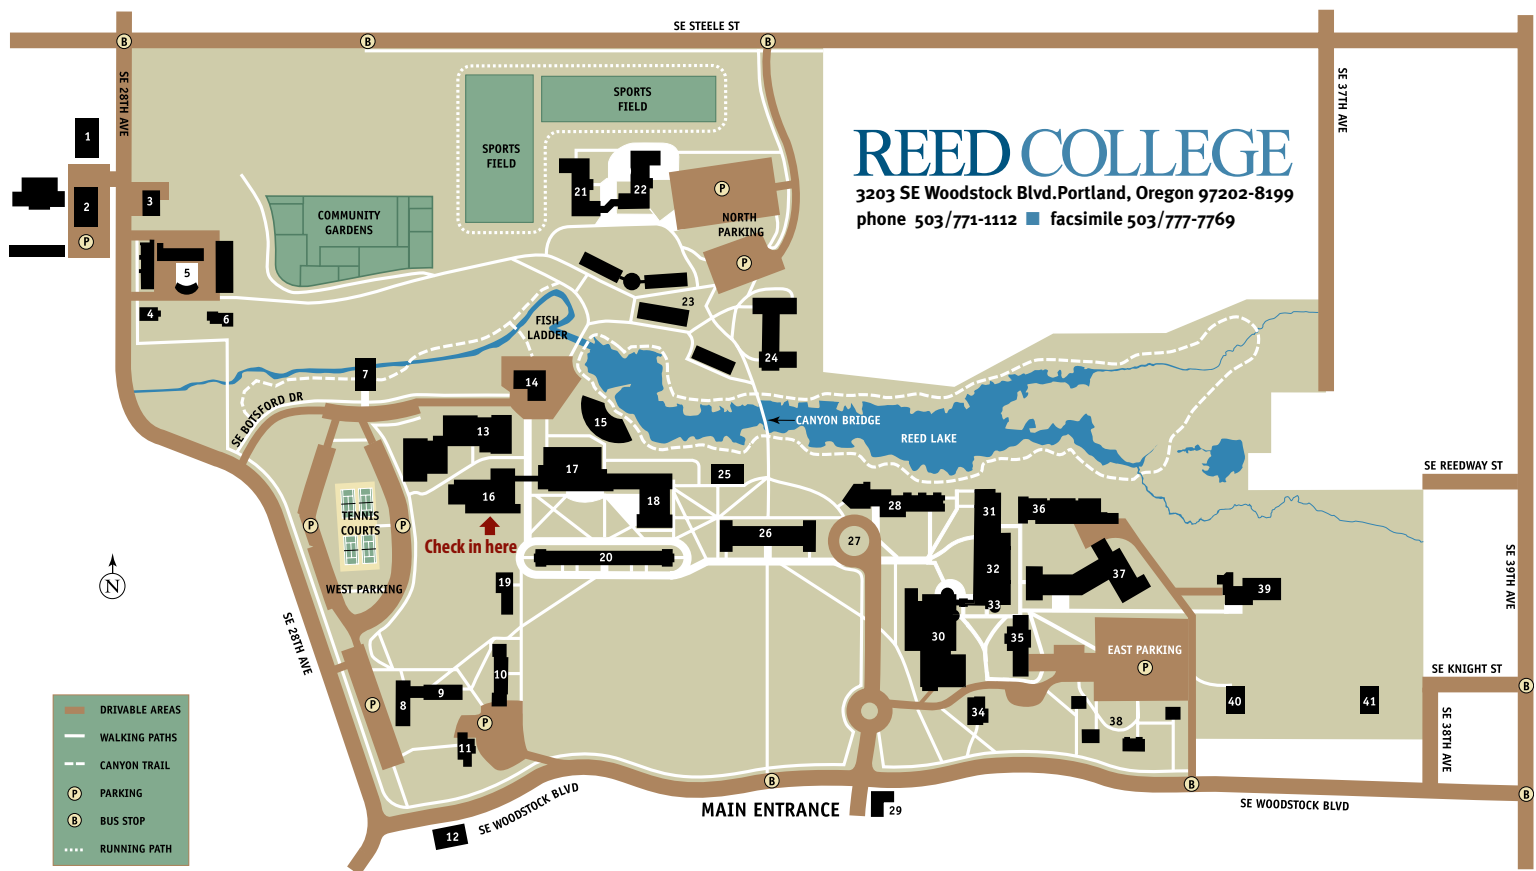 SE STEELE ST
B
B
B
SE 28TH AVE
SE 37TH AVE
SPORTS
FIELD
SPORTS
FIELD
REED COLLEGE
3203 SE Woodstock Blvd.Portland, Oregon 97202-8199
phone 503/771-1112 facsimile 503/777-7769
1
2
3
P
COMMUNITY
GARDENS
21
22
P
NORTH
PARKING
P
5
4
6
23
24
FISH
LADDER
7
14
SE BOTSFORD DR
15
CANYON BRIDGE
REED LAKE
13
17
16
18
25
SE REEDWAY ST
TENNIS
COURTS
P
P
Check in here
WEST PARKING
20
19
26
27
28
31
36
32
33
37
39
30
35
EAST PARKING
P
SE 39TH AVE
N
SE 28TH AVE
SE KNIGHT ST
B
10
9
8
P
P
11
34
38
40
41
SE 38TH AVE
DRIVABLE AREAS
WALKING PATHS
CANYON TRAIL
P PARKING
B BUS STOP
RUNNING PATH
B
B
B
MAIN ENTRANCE
29
SE WOODSTOCK BLVD
SE WOODSTOCK BLVD
12